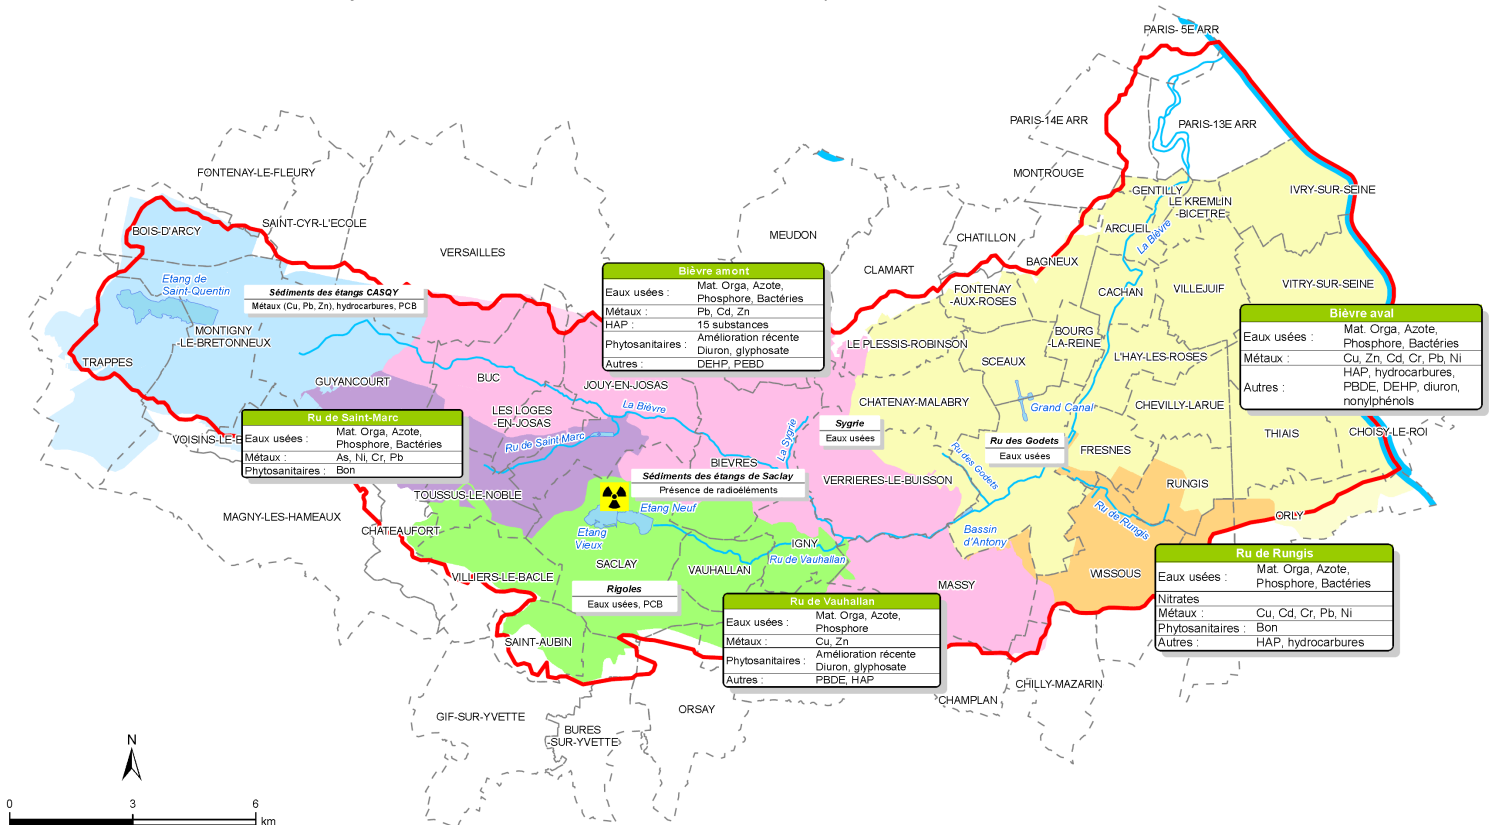 PARIS- 5E ARR
PARIS-14E ARR
PARIS-13E ARR
FONTENAY-LE-FLEURY
MONTROUGE
GENTILLY
IVRY-SUR-SEINE
LE KREMLIN
-BICETRE
SAINT-CYR-L'ECOLE
BOIS-D'ARCY
ARCUEIL
La Bièvre
MEUDON
CHATILLON
VERSAILLES
BAGNEUX
CLAMART
Etang de
Saint-Quentin
Sédiments des étangs CASQY
Métaux (Cu, Pb, Zn), hydrocarbures, PCB
Bièvre amont
Eaux usées : Mat. Orga, Azote,
Phosphore, Bactéries
Métaux : Pb, Cd, Zn
HAP : 15 substances
Phytosanitaires : Amélioration récente
Diuron, glyphosate
Autres : DEHP, PEBD
FONTENAY
-AUX-ROSES
CACHAN
VILLEJUIF
VITRY-SUR-SEINE
Bièvre aval
Eaux usées : Mat. Orga, Azote,
Phosphore, Bactéries
Métaux : Cu, Zn, Cd, Cr, Pb, Ni
Autres : HAP, hydrocarbures,
PBDE, DEHP, diuron,
nonylphénols
MONTIGNY
-LE-BRETONNEUX
TRAPPES
LE PLESSIS-ROBINSON
BOURG
-LA-REINE
SCEAUX
L'HAY-LES-ROSES
GUYANCOURT
BUC
JOUY-EN-JOSAS
CHATENAY-MALABRY
Grand Canal
CHEVILLY-LARUE
LES LOGES
-EN-JOSAS
La Bièvre
Ru de Saint-Marc
Eaux usées : Mat. Orga, Azote,
Phosphore, Bactéries
Métaux : As, Ni, Cr, Pb
Phytosanitaires : Bon
VOISINS-LE-
Ru de Saint Marc
La Sygrie
Sygrie
Eaux usées
Ru des Godets
Eaux usées
THIAIS
CHOISY-LE-ROI
FRESNES
BIEVRES
Sédiments des étangs de Saclay
Présence de radioéléments
VERRIERES-LE-BUISSON
Ru des Godets
RUNGIS
TOUSSUS-LE-NOBLE
Etang Neuf
Etang
Vieux
MAGNY-LES-HAMEAUX
CHATEAUFORT
Ru de Rungis
ORLY
Bassin
d'Antony
IGNY
Ru de Vauhallan
SACLAY
VAUHALLAN
VILLIERS-LE-BACLE
MASSY
WISSOUS
Ru de Rungis
Eaux usées : Mat. Orga, Azote,
Phosphore, Bactéries
Nitrates
Métaux : Cu, Cd, Cr, Pb, Ni
Phytosanitaires : Bon
Autres : HAP, hydrocarbures
Rigoles
Eaux usées, PCB
Ru de Vauhallan
Eaux usées : Mat. Orga, Azote,
Phosphore
Métaux : Cu, Zn
Phytosanitaires : Amélioration récente
Diuron, glyphosate
Autres : PBDE, HAP
SAINT-AUBIN
CHILLY-MAZARIN
CHAMPLAN
ORSAY
GIF-SUR-YVETTE
BURES
-SUR-YVETTE
N
0 3 6
km